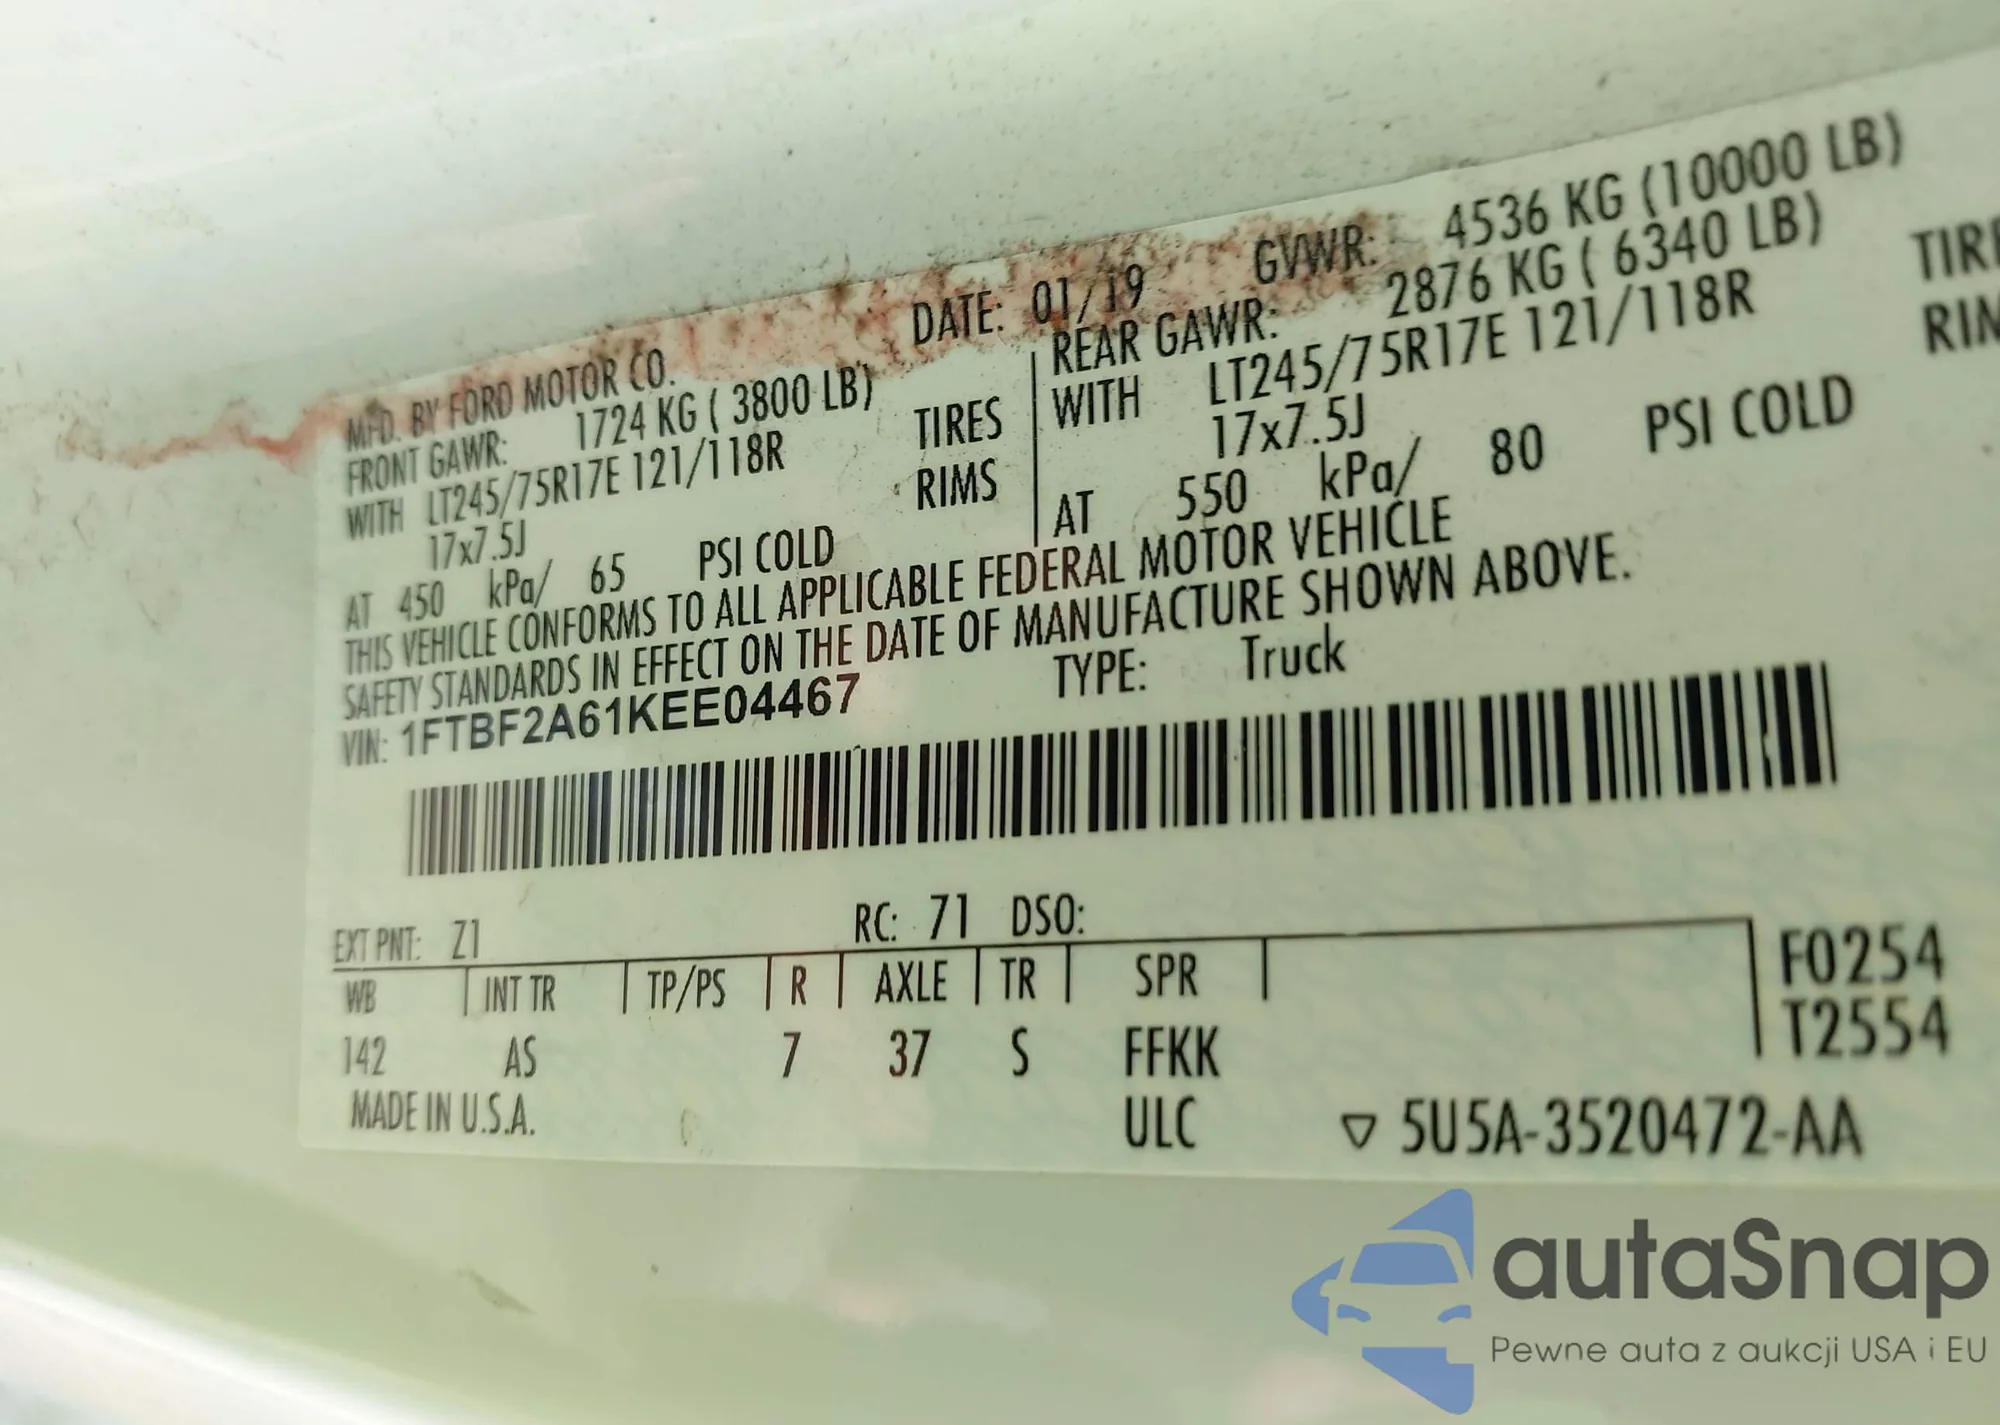 MFD. BY FORD MOTOR CO. DATE: 01/19 GVWR: 4536 KG (10000 LB)
FRONT GAWR: 1724 KG ( 3800 LB) REAR GAWR: 2876 KG ( 6340 LB)
WITH LT245/75R17E 121/118R TIRES WITH LT245/75R17E 121/118R
17x7.5J RIMS 17x7.5J
AT 450 kPa/ 65 PSI COLD AT 550 kPa/ 80 PSI COLD
THIS VEHICLE CONFORMS TO ALL APPLICABLE FEDERAL MOTOR VEHICLE
SAFETY STANDARDS IN EFFECT ON THE DATE OF MANUFACTURE SHOWN ABOVE.
VIN: 1FTBF2A61KEE04467 TYPE: Truck
EXT PNT: Z1 RC: 71 DSO:
WB INT TR TP/PS R AXLE TR SPR F0254
T2554
142 AS 7 37 S FFKK
MADE IN U.S.A. ULC ▽ 5U5A-3520472-AA
autaSnap
Pewne auta z aukcji USA i EU